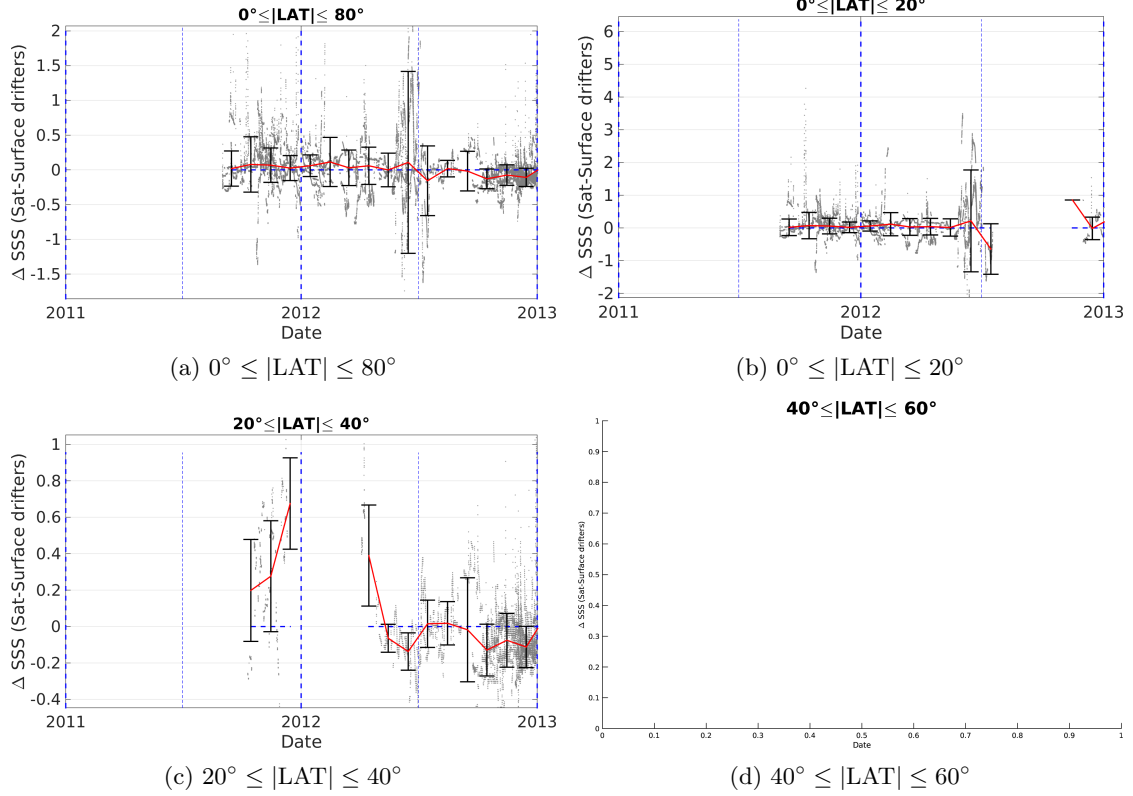 0°≤|LAT|≤ 80°
2
1.5
1
0.5
0
-0.5
-1
-1.5
Δ SSS (Sat-Surface drifters)
2011
2012
2013
Date
(a) 0° ≤ |LAT| ≤ 80°
0°≤|LAT|≤ 20°
6
5
4
3
2
1
0
-1
-2
Δ SSS (Sat-Surface drifters)
2011
2012
2013
Date
(b) 0° ≤ |LAT| ≤ 20°
20°≤|LAT|≤ 40°
1
0.8
0.6
0.4
0.2
0
-0.2
-0.4
Δ SSS (Sat-Surface drifters)
2011
2012
2013
Date
(c) 20° ≤ |LAT| ≤ 40°
40°≤|LAT|≤ 60°
1
0.9
0.8
0.7
0.6
0.5
0.4
0.3
0.2
0.1
0
Δ SSS (Sat-Surface drifters)
0 0.1 0.2 0.3 0.4 0.5 0.6 0.7 0.8 0.9 1
Date
(d) 40° ≤ |LAT| ≤ 60°